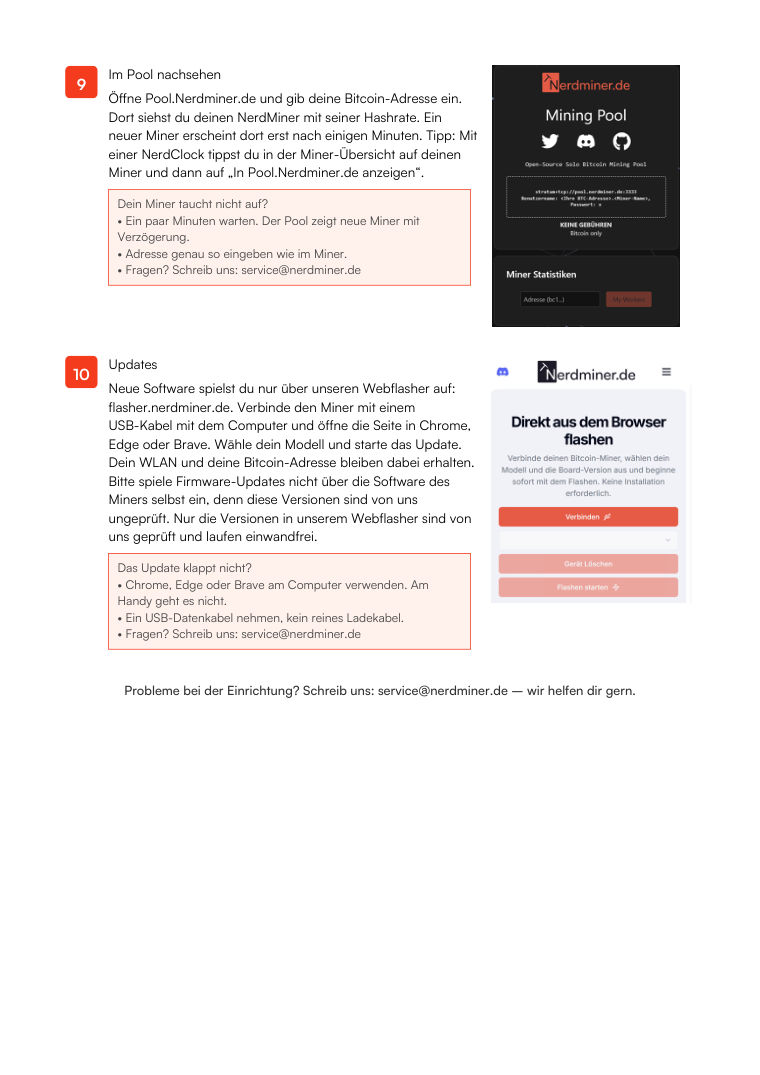 9
Im Pool nachsehen
Öffne Pool.Nerdminer.de und gib deine Bitcoin-Adresse ein.
Dort siehst du deinen NerdMiner mit seiner Hashrate. Ein
neuer Miner erscheint dort erst nach einigen Minuten. Tipp: Mit
einer NerdClock tippst du in der Miner-Übersicht auf deinen
Miner und dann auf „In Pool.Nerdminer.de anzeigen“.
Dein Miner taucht nicht auf?
• Ein paar Minuten warten. Der Pool zeigt neue Miner mit
Verzögerung.
• Adresse genau so eingeben wie im Miner.
• Fragen? Schreib uns: service@nerdminer.de
Nerdminer.de
Mining Pool
Open-Source Solo Bitcoin Mining Pool
stratum+tcp://pool.nerdminer.de:3333
Benutzername: <Ihre BTC-Adresse>.<Miner-Name>,
Passwort: x
KEINE GEBÜHREN
Bitcoin only
Miner Statistiken
Adresse (bc1...)
My Workers
10
Updates
Neue Software spielst du nur über unseren Webflasher auf:
flasher.nerdminer.de. Verbinde den Miner mit einem
USB-Kabel mit dem Computer und öffne die Seite in Chrome,
Edge oder Brave. Wähle dein Modell und starte das Update.
Dein WLAN und deine Bitcoin-Adresse bleiben dabei erhalten.
Bitte spiele Firmware-Updates nicht über die Software des
Miners selbst ein, denn diese Versionen sind von uns
ungeprüft. Nur die Versionen in unserem Webflasher sind von
uns geprüft und laufen einwandfrei.
Das Update klappt nicht?
• Chrome, Edge oder Brave am Computer verwenden. Am
Handy geht es nicht.
• Ein USB-Datenkabel nehmen, kein reines Ladekabel.
• Fragen? Schreib uns: service@nerdminer.de
Nerdminer.de
Direkt aus dem Browser
flashen
Verbinde deinen Bitcoin-Miner, wählen dein
Modell und die Board-Version aus und beginne
sofort mit dem Flashen. Keine Installation
erforderlich.
Verbinden
Gerät Löschen
Flashen starten
Probleme bei der Einrichtung? Schreib uns: service@nerdminer.de — wir helfen dir gern.